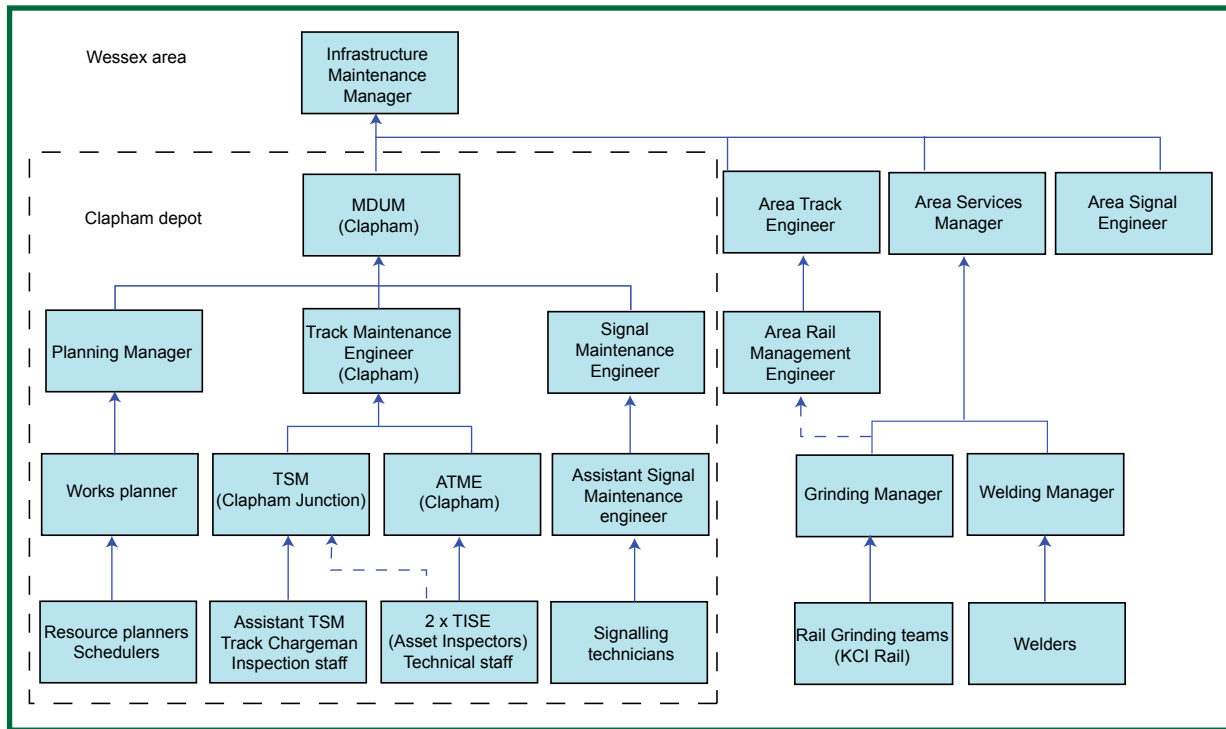 Wessex area
Infrastructure
Maintenance
Manager
Clapham depot
MDUM
(Clapham)
Area Track
Engineer
Area Services
Manager
Area Signal
Engineer
Planning Manager
Track Maintenance
Engineer
(Clapham)
Signal
Maintenance
Engineer
Area Rail
Management
Engineer
Works planner
TSM
(Clapham Junction)
ATME
(Clapham)
Assistant Signal
Maintenance
engineer
Grinding Manager
Welding Manager
Resource planners
Schedulers
Assistant TSM
Track Chargeman
Inspection staff
2 x TISE
(Asset Inspectors)
Technical staff
Signalling
technicians
Rail Grinding teams
(KCI Rail)
Welders